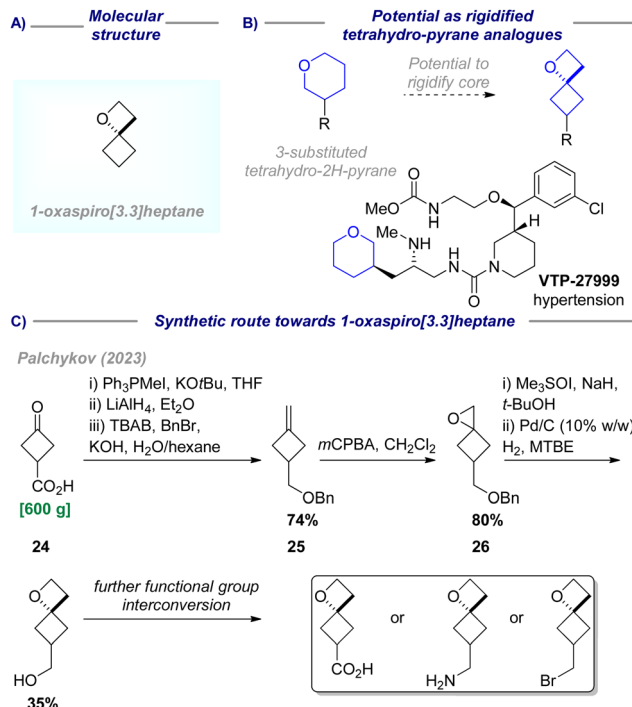 A) Molecular structure
O
1-oxaspiro[3.3]heptane
B) Potential as rigidified tetrahydro-pyrane analogues
O
R
Potential to rigidify core
O
R
3-substituted
tetrahydro-2H-pyrane
O
MeO
N
H
O
Cl
H
O
MeN
NH
H
N
O
N
VTP-27999
hypertension
C) Synthetic route towards 1-oxaspiro[3.3]heptane
Palchykov (2023)
O
CO2H
[600 g]
24
i) Ph3PMeI, KOtBu, THF
ii) LiAlH4, Et2O
iii) TBAB, BnBr,
KOH, H2O/hexane
OBn
74%
25
mCPBA, CH2Cl2
O
OBn
80%
26
i) Me3SOI, NaH,
t-BuOH
ii) Pd/C (10% w/w)
H2, MTBE
O
HO
35%
further functional group
interconversion
O
CO2H
or
O
H2N
or
O
Br